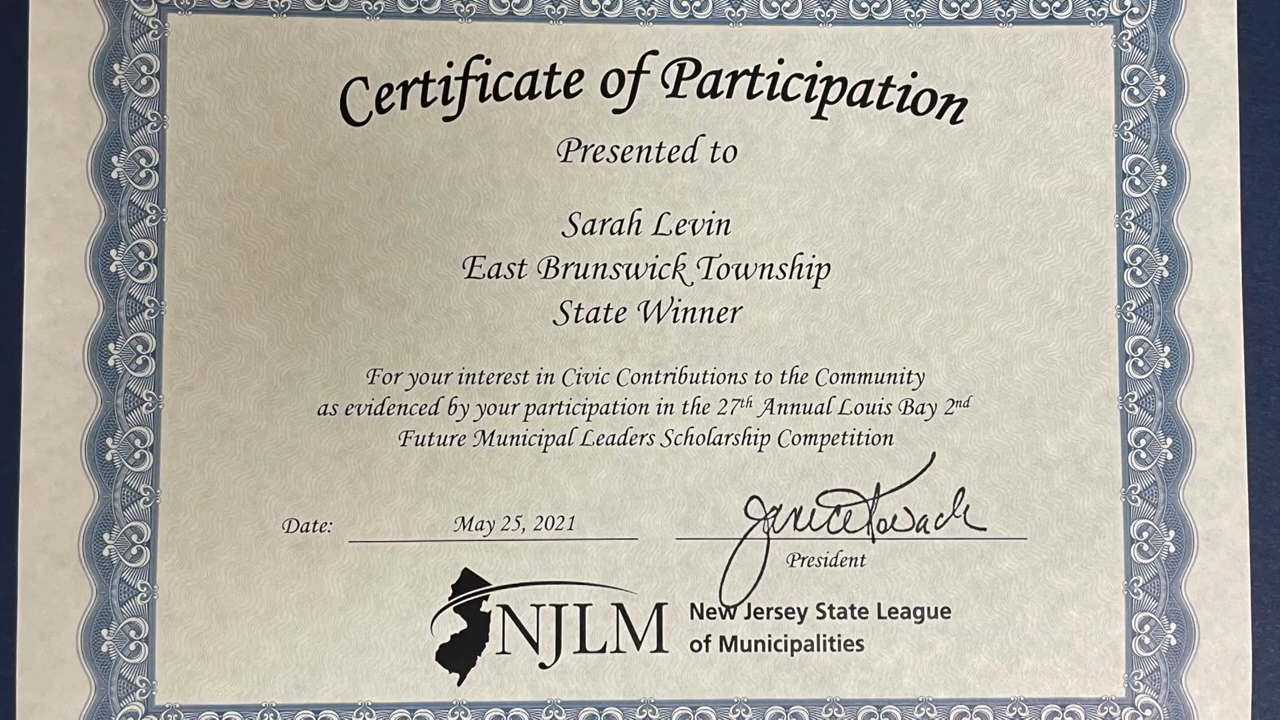 Certificate of Participation
Presented to
Sarah Levin
East Brunswick Township
State Winner
For your interest in Civic Contributions to the Community
as evidenced by your participation in the 27th Annual Louis Bay 2nd
Future Municipal Leaders Scholarship Competition
Date: May 25, 2021
Janice Kovach
President
NJLM
New Jersey State League
of Municipalities